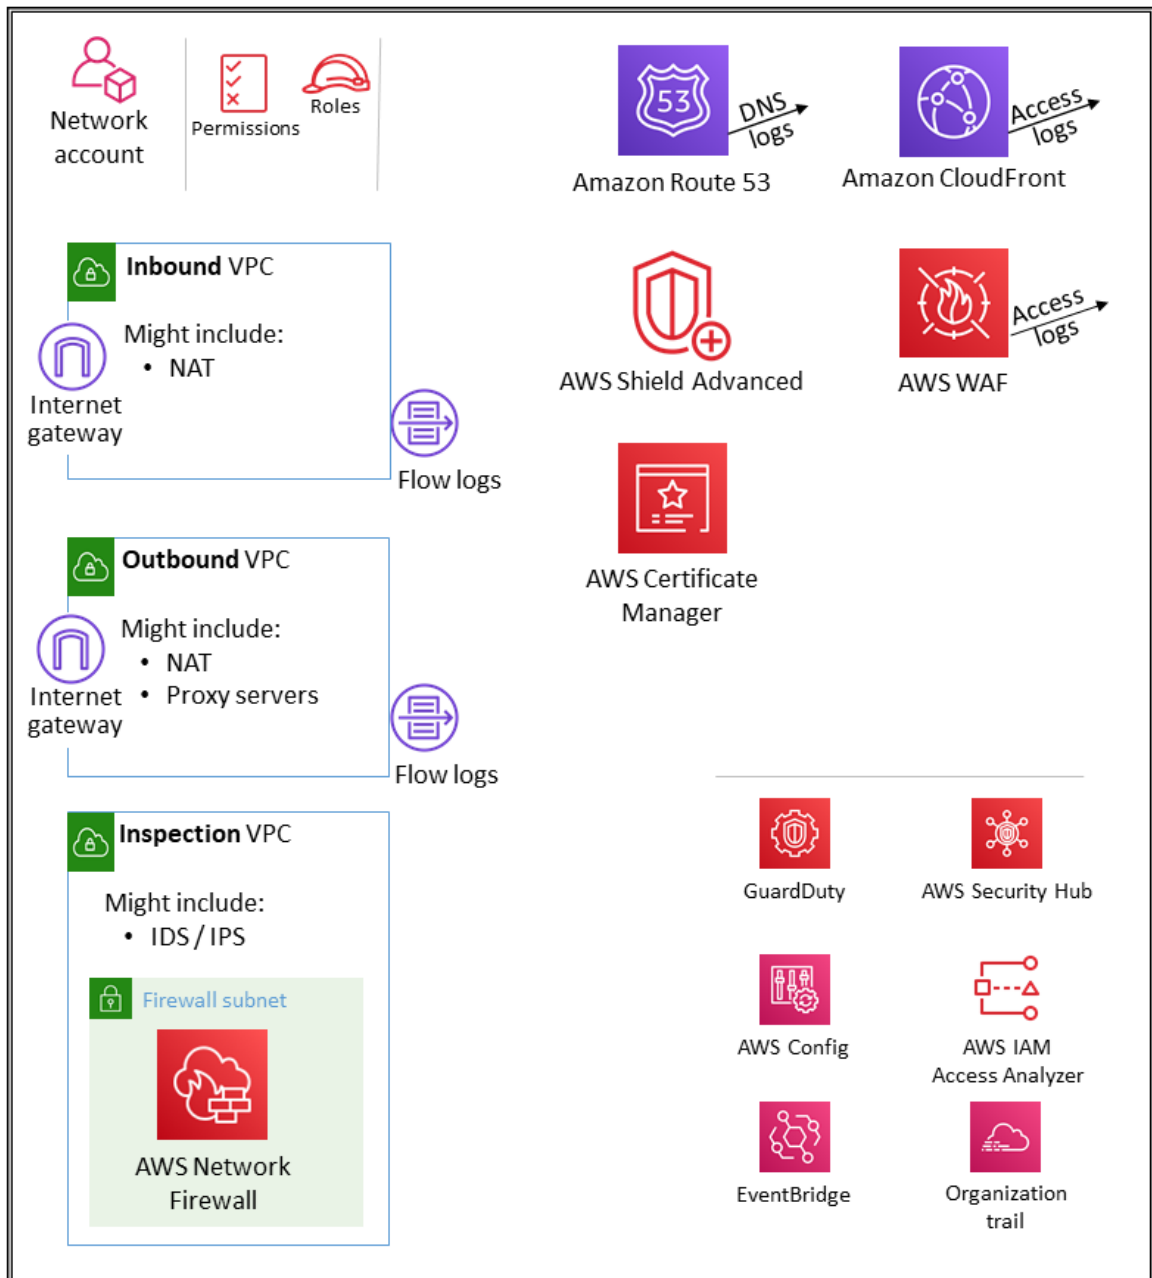 Network
account
Permissions
Roles
53
DNS
logs
Amazon Route 53
Access
logs
Amazon CloudFront
Inbound VPC
Might include:
• NAT
Internet
gateway
Flow logs
AWS Shield Advanced
Access
logs
AWS WAF
AWS Certificate
Manager
Outbound VPC
Might include:
• NAT
• Proxy servers
Internet
gateway
Flow logs
Inspection VPC
Might include:
• IDS / IPS
Firewall subnet
AWS Network
Firewall
GuardDuty
AWS Security Hub
AWS Config
AWS IAM
Access Analyzer
EventBridge
Organization
trail